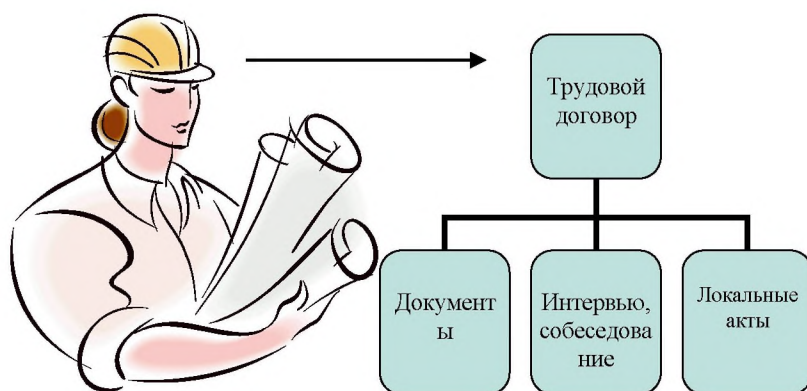 Трудовой
договор
Документ
ы
Интервью,
собеседова
ние
Локальные
акты